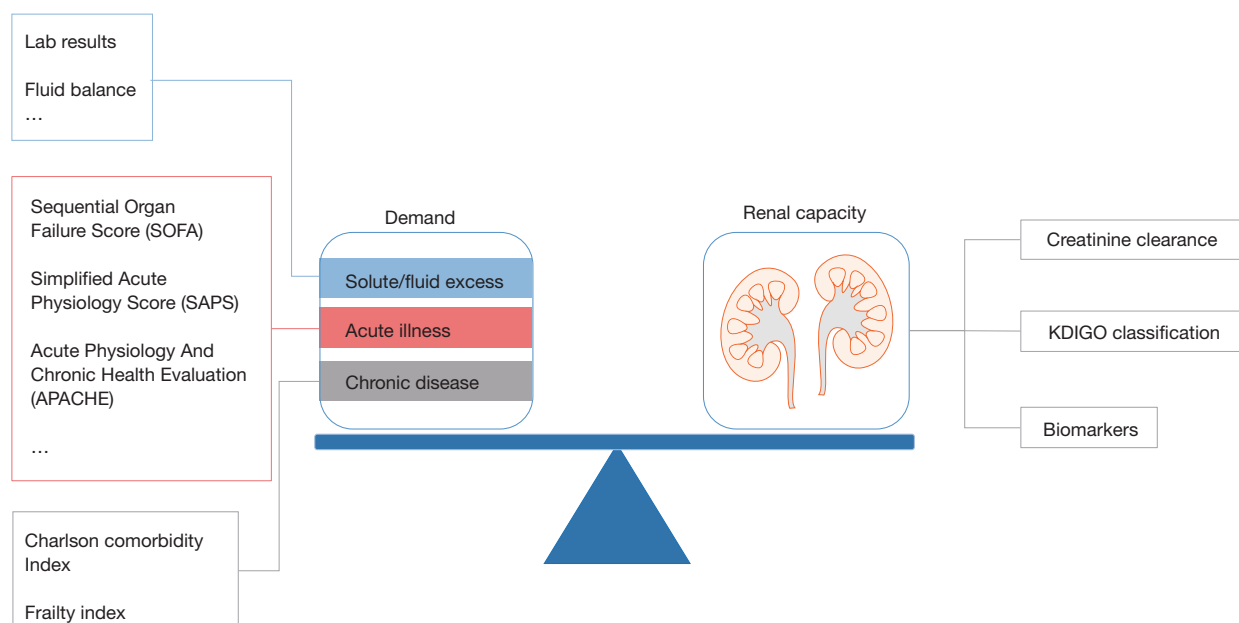 Lab results
Fluid balance
…
Sequential Organ
Failure Score (SOFA)
Simplified Acute
Physiology Score (SAPS)
Acute Physiology And
Chronic Health Evaluation
(APACHE)
…
Charlson comorbidity
Index
Frailty index
Demand
Solute/fluid excess
Acute illness
Chronic disease
Renal capacity
Creatinine clearance
KDIGO classification
Biomarkers